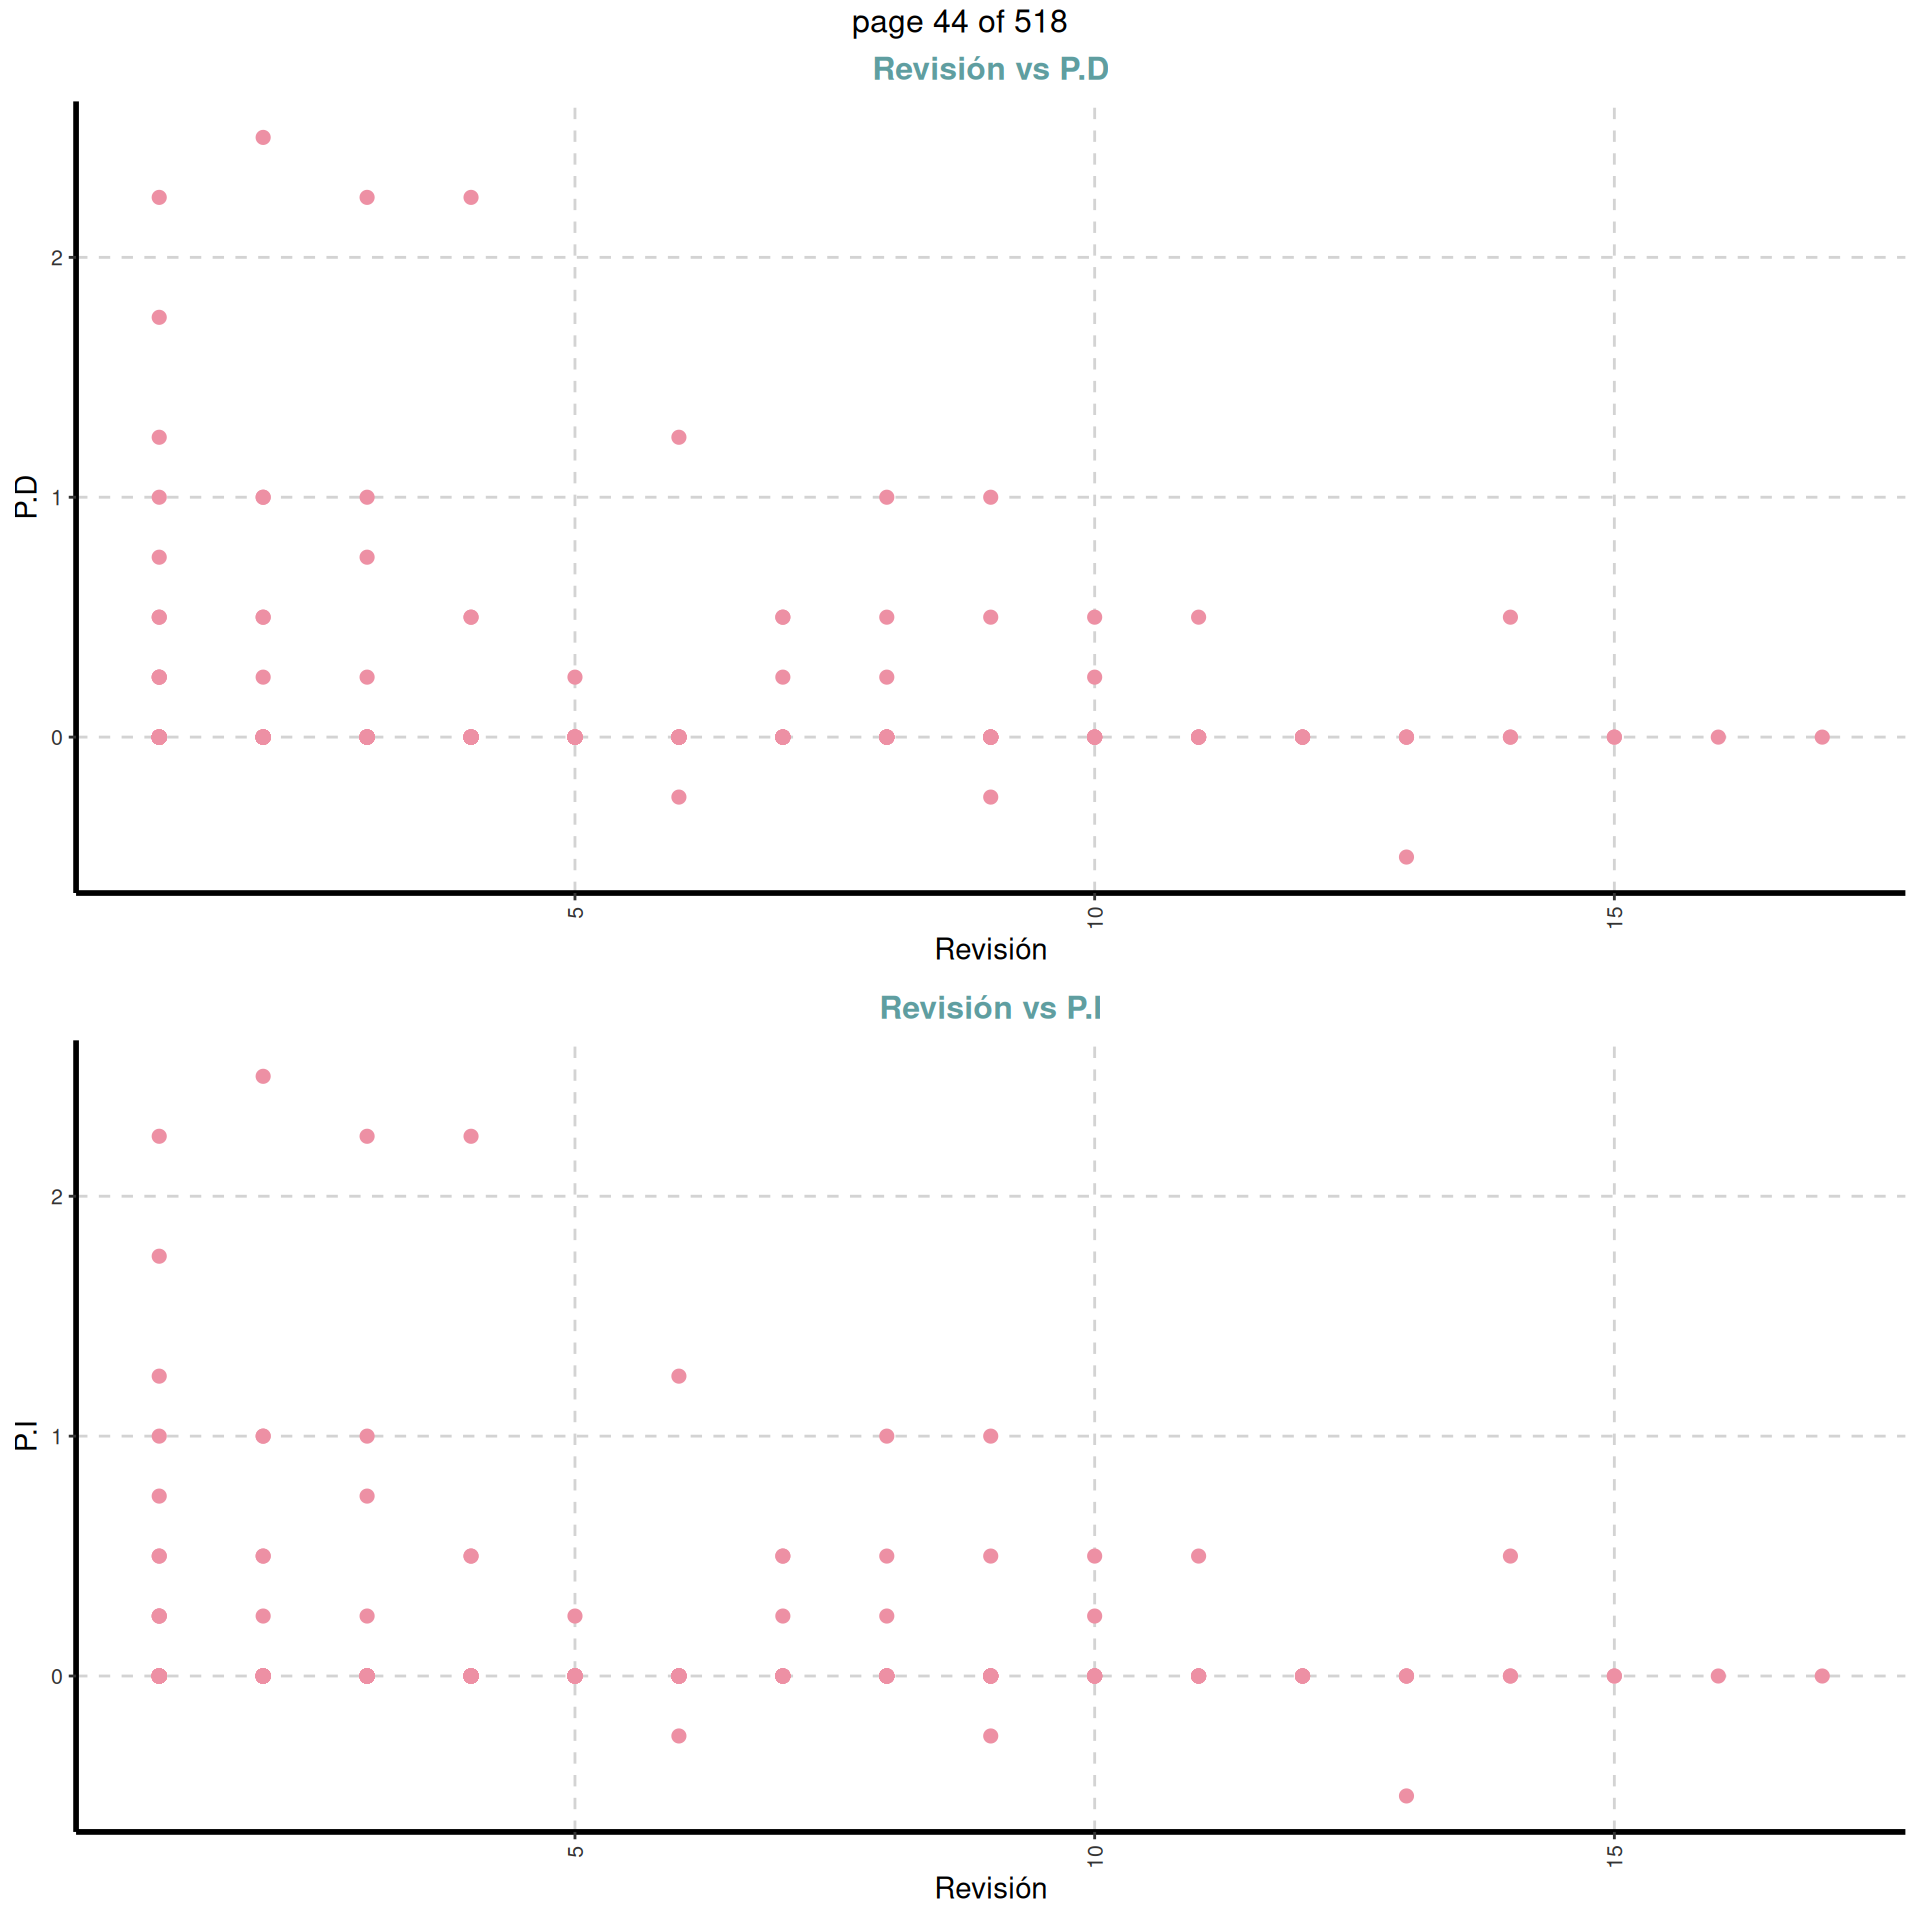 page 44 of 518
Revisión vs P.D
P.D
2
1
0
5 10 15
Revisión
Revisión vs P.I
P.I
2
1
0
5 10 15
Revisión